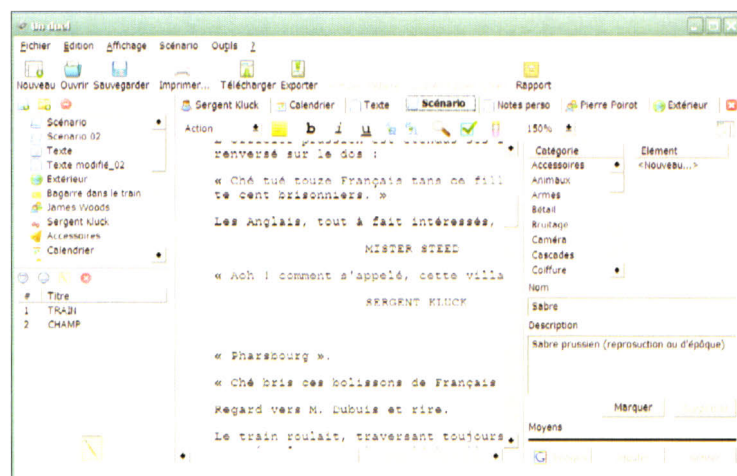 Un duel
Fichier Edition Affichage Scénario Outils ?
Nouveau Ouvrir Sauvegarder Imprimer... Télécharger Exporter Rapport
Sergent Kluck Calendrier Texte Scénario Notes perso Pierre Poirot Extérieur
Action b i u 150%
Scénario
Scenario 02
Texte
Texte modifié_02
Extérieur
Bagarre dans le train
James Woods
Sergent Kluck
Accessoires
Calendrier
# Titre
1 TRAIN
2 CHAMP
renversé sur le dos :
« Ché tué touze Français tans ce fill
te cent brisonniers. »
Les Anglais, tout à fait intéressés,
MISTER STEED
« Ach ! comment s'appelé, cette villa
SERGENT KLUCK
« Pharsbourg ».
« Ché bris ces bolissons de Français
Regard vers M. Dubuis et rire.
Le train roulait, traversant toujours
Catégorie Elément
Accessoires <Nouveau...>
Animaux
Armes
Bétail
Bruitage
Caméra
Cascades
Coiffure
Nom
Sabre
Description
Sabre prussien (reprosuction ou d'épôque)
Marquer
Moyens